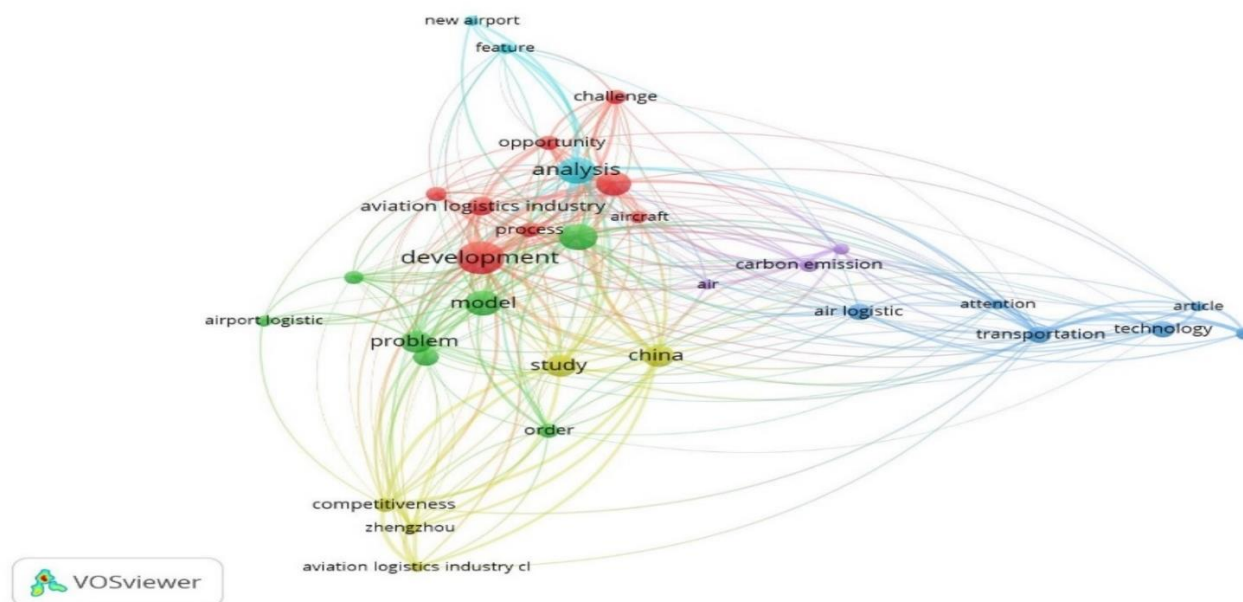 new airport
feature
challenge
opportunity
analysis
aviation logistics industry
aircraft
process
development
carbon emission
air
model
attention
article
air logistic
airport logistic
technology
transportation
problem
china
study
order
competitiveness
zhengzhou
aviation logistics industry cl
VOSviewer